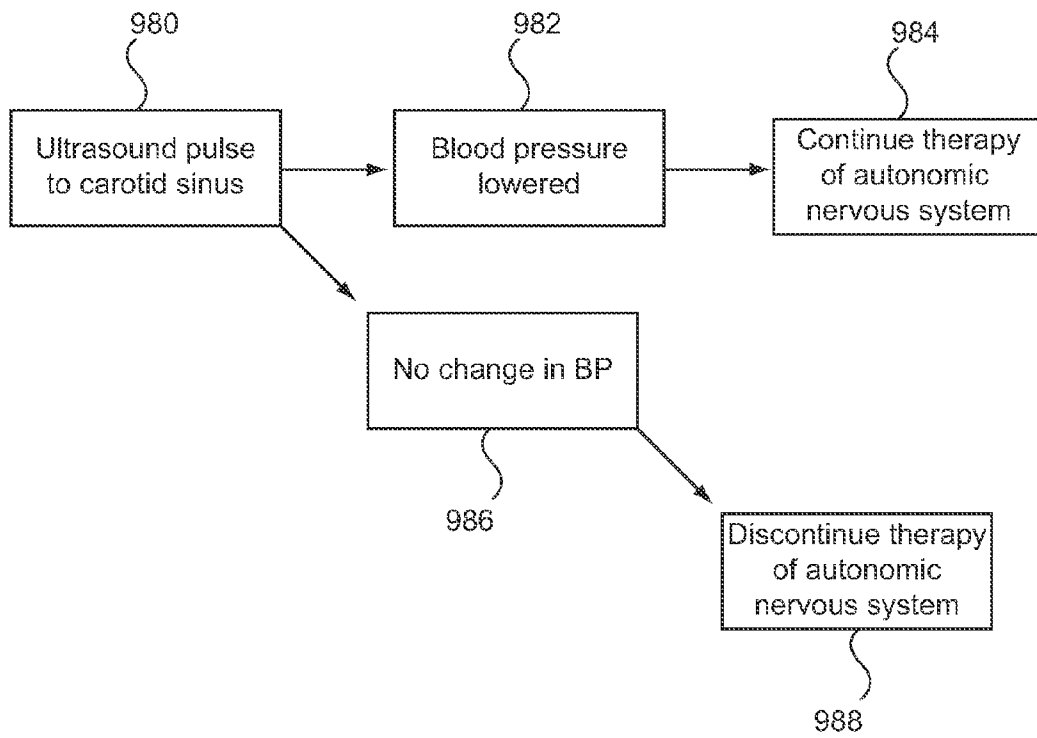 980
982
984
Ultrasound pulse
to carotid sinus
Blood pressure
lowered
Continue therapy
of autonomic
nervous system
No change in BP
986
Discontinue therapy
of autonomic
nervous system
988